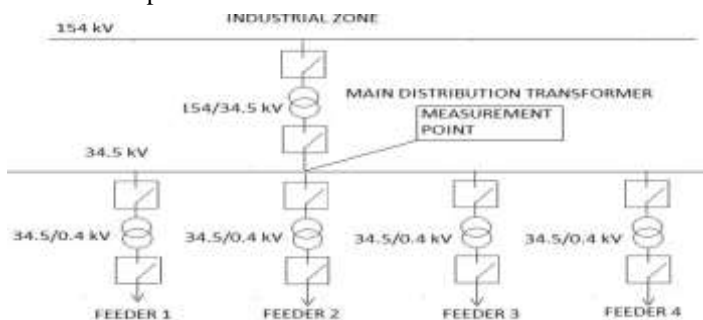 INDUSTRIAL ZONE
154 kV
154/34.5 kV
MAIN DISTRIBUTION TRANSFORMER
MEASUREMENT
POINT
34.5 kV
34.5/0.4 kV
34.5/0.4 kV
34.5/0.4 kV
34.5/0.4 kV
FEEDER 1
FEEDER 2
FEEDER 3
FEEDER 4